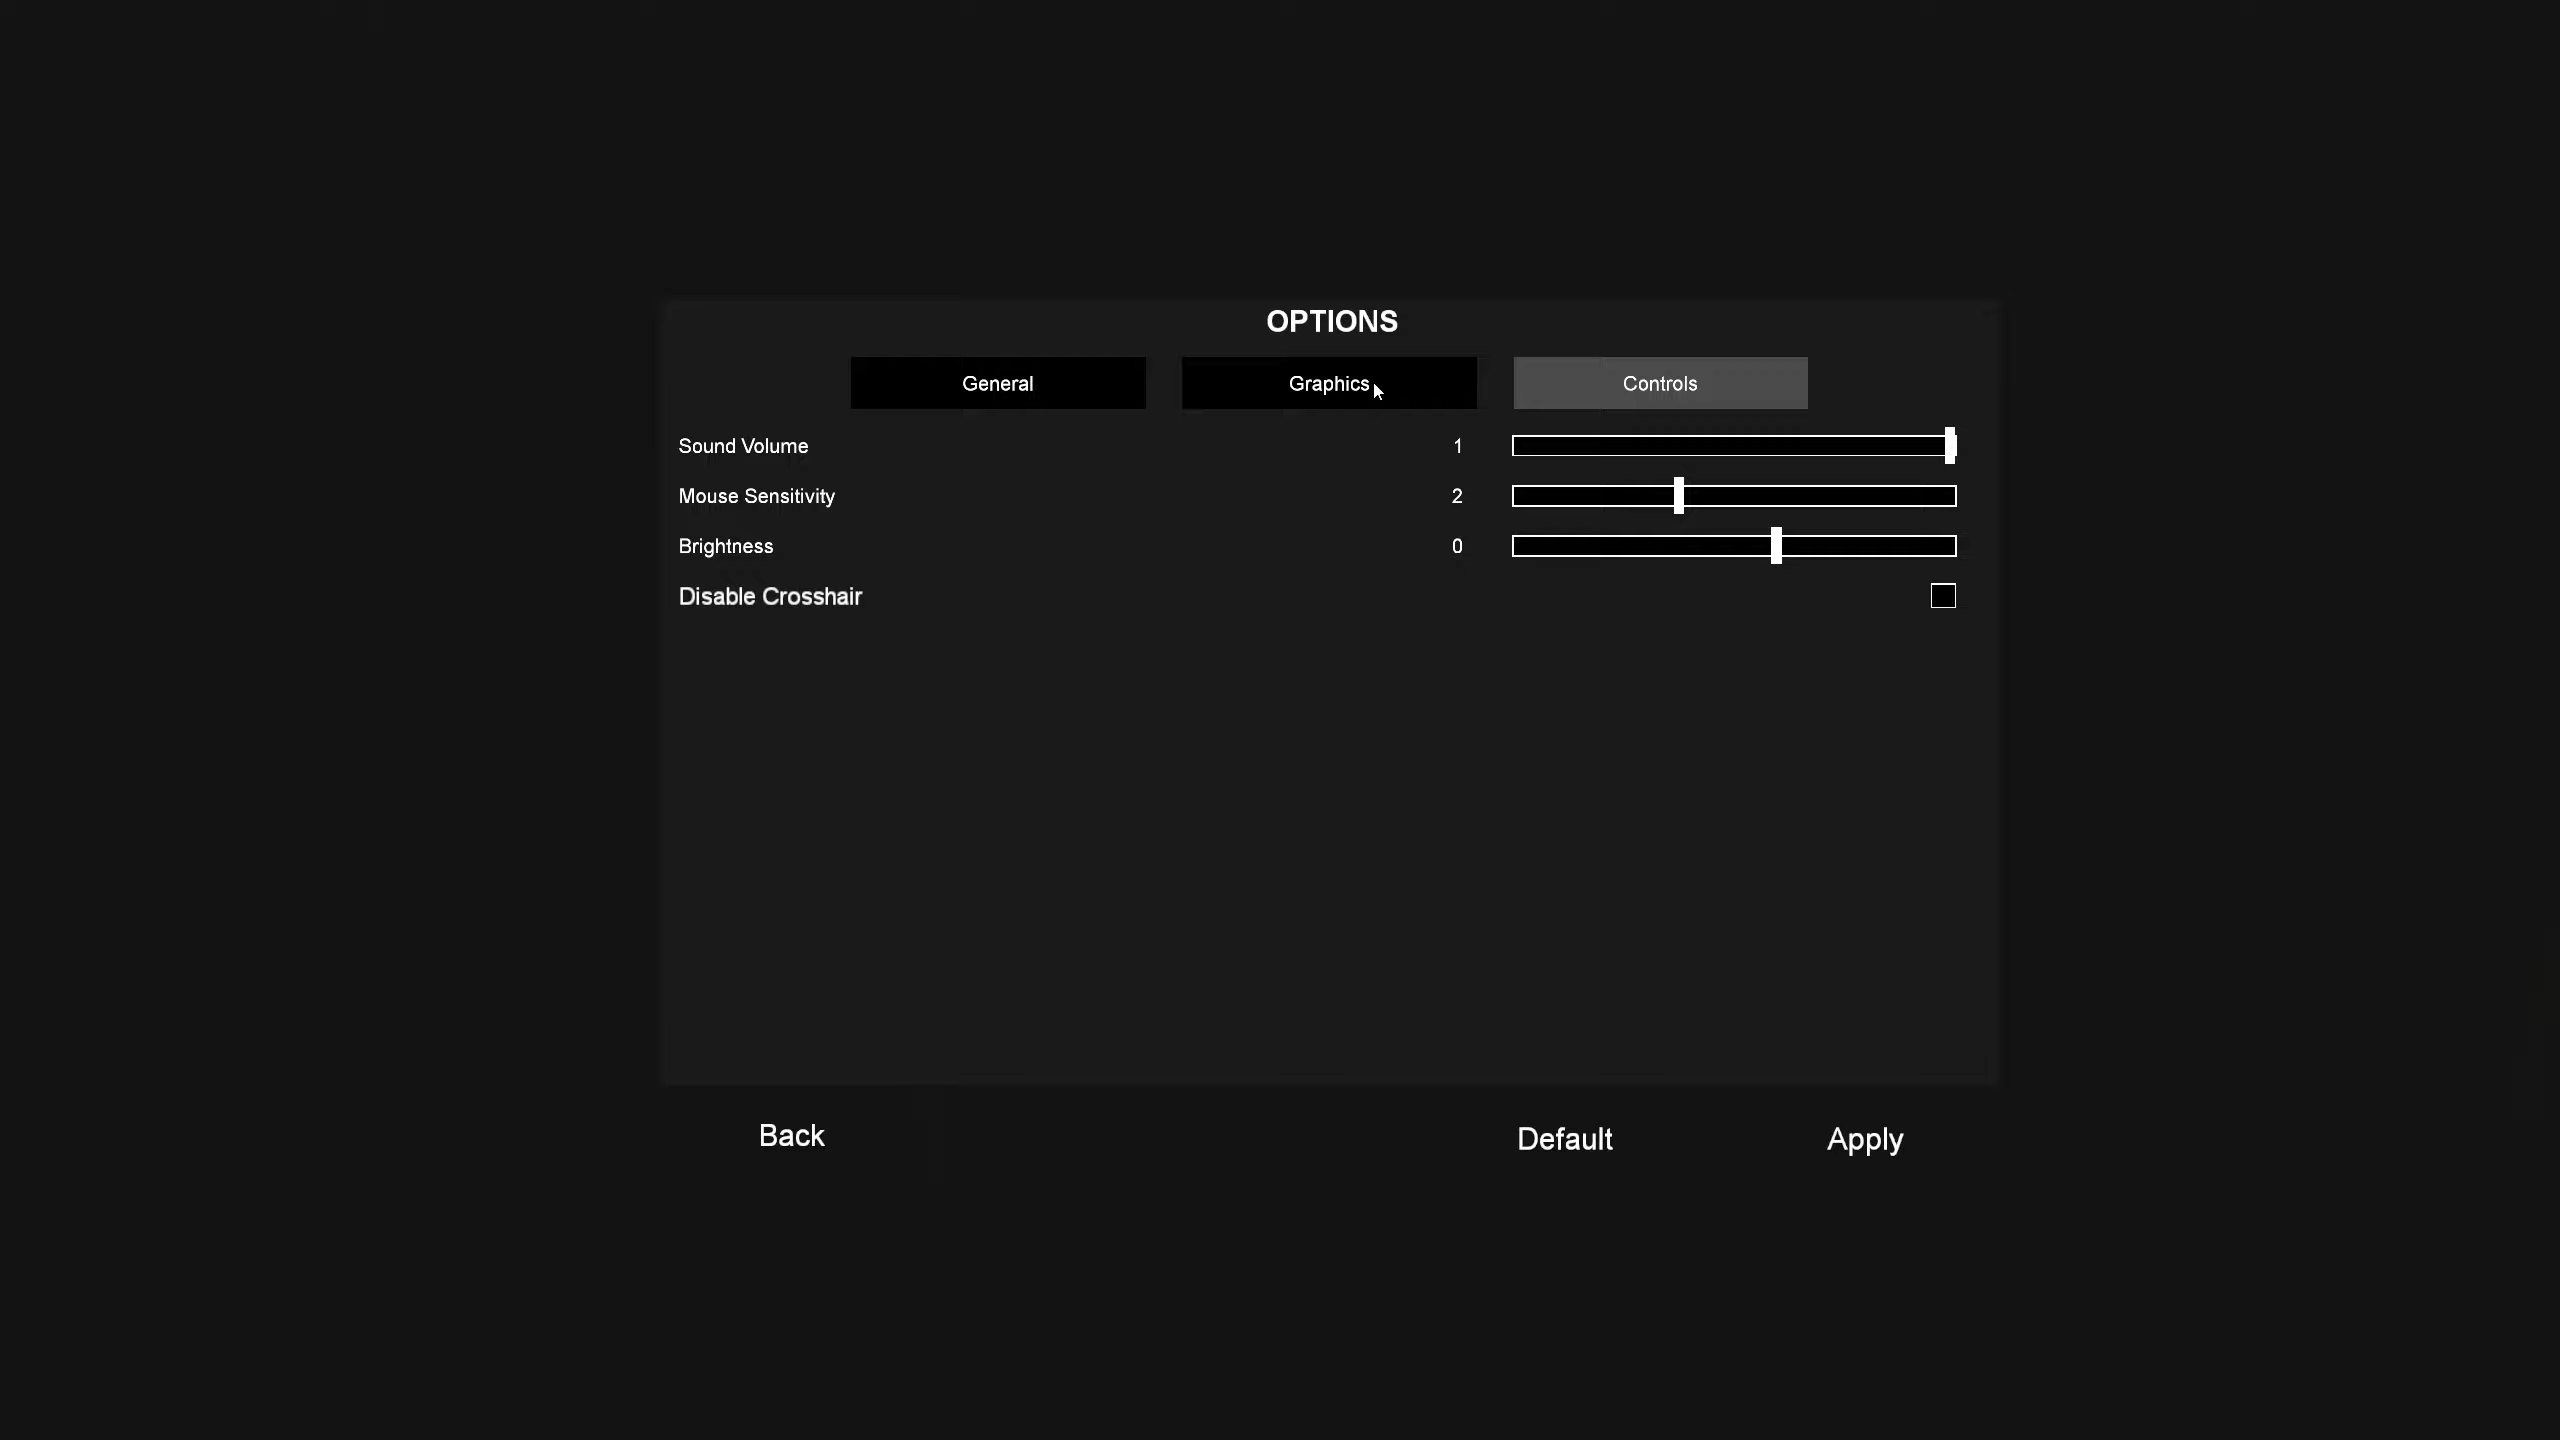 OPTIONS
General Graphics Controls
Sound Volume 1
Mouse Sensitivity 2
Brightness 0
Disable Crosshair
Back Default Apply